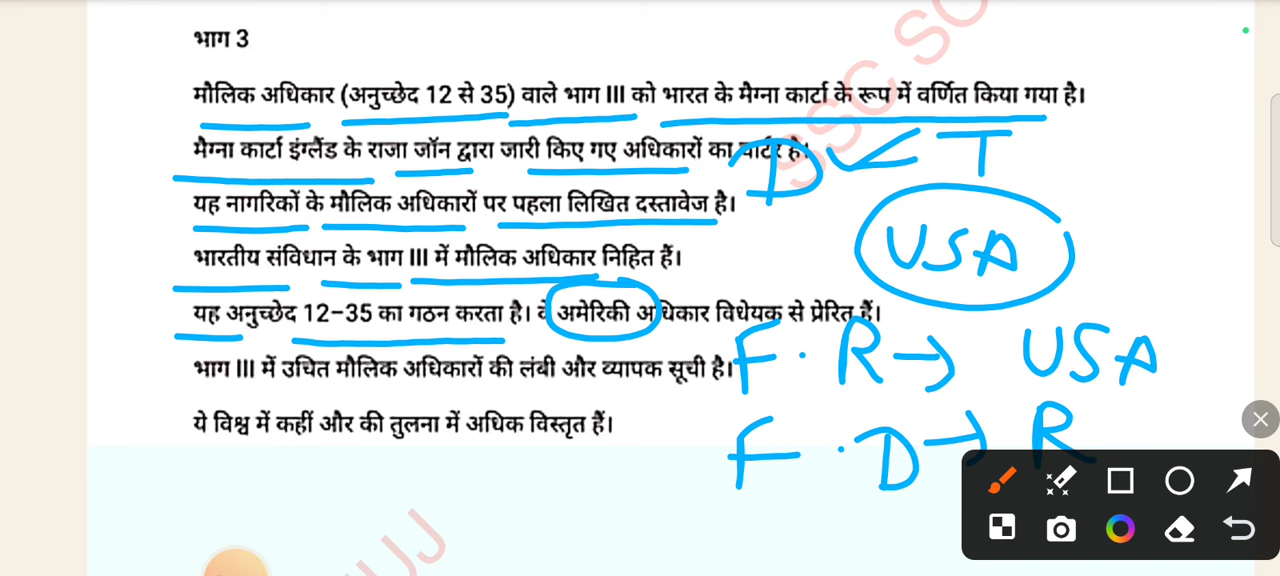 भाग 3
मौलिक अधिकार (अनुच्छेद 12 से 35) वाले भाग III को भारत के मैग्ना कार्टा के रूप में वर्णित किया गया है।
मैग्ना कार्टा इंग्लैंड के राजा जॉन द्वारा जारी किए गए अधिकारों का चार्टर है।
D T
यह नागरिकों के मौलिक अधिकारों पर पहला लिखित दस्तावेज है।
USA
भारतीय संविधान के भाग III में मौलिक अधिकार निहित हैं।
यह अनुच्छेद 12-35 का गठन करता है। वे अमेरिकी अधिकार विधेयक से प्रेरित हैं।
F. R → USA
भाग III में उचित मौलिक अधिकारों की लंबी और व्यापक सूची है।
F. D → R
ये विश्व में कहीं और की तुलना में अधिक विस्तृत हैं।